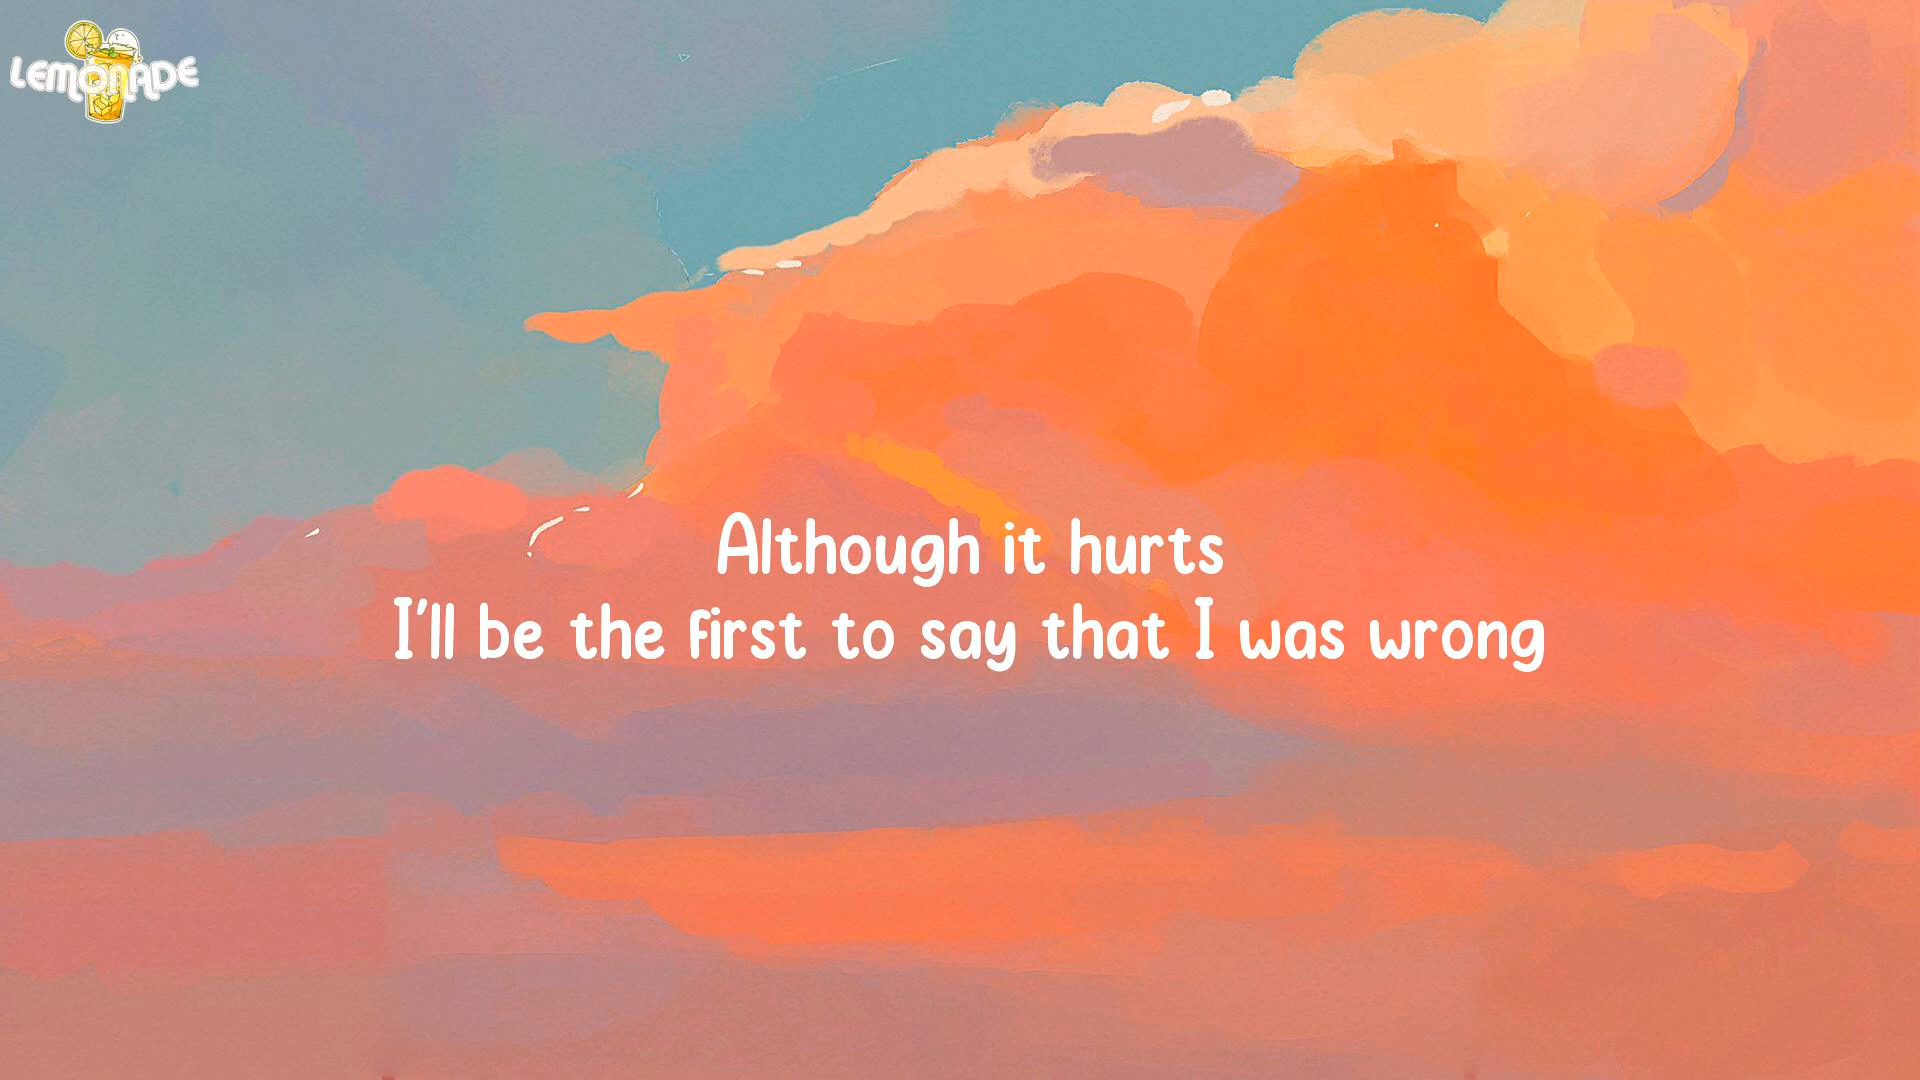 LEMONADE
Although it hurts
I'll be the first to say that I was wrong